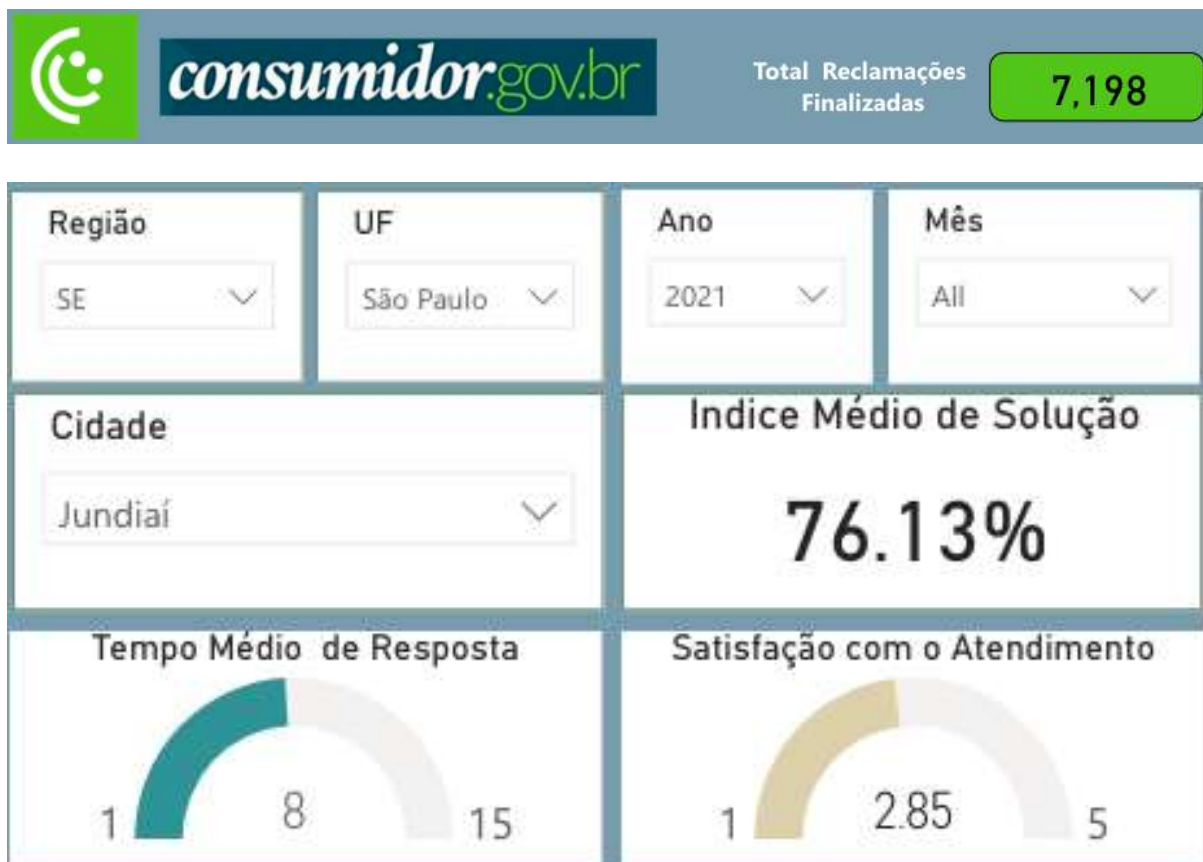 consumidor.gov.br
Total Reclamações
Finalizadas
7,198
Região
SE
UF
São Paulo
Ano
2021
Mês
All
Cidade
Jundiaí
Indice Médio de Solução
76.13%
Tempo Médio de Resposta
1
8
15
Satisfação com o Atendimento
1
2.85
5